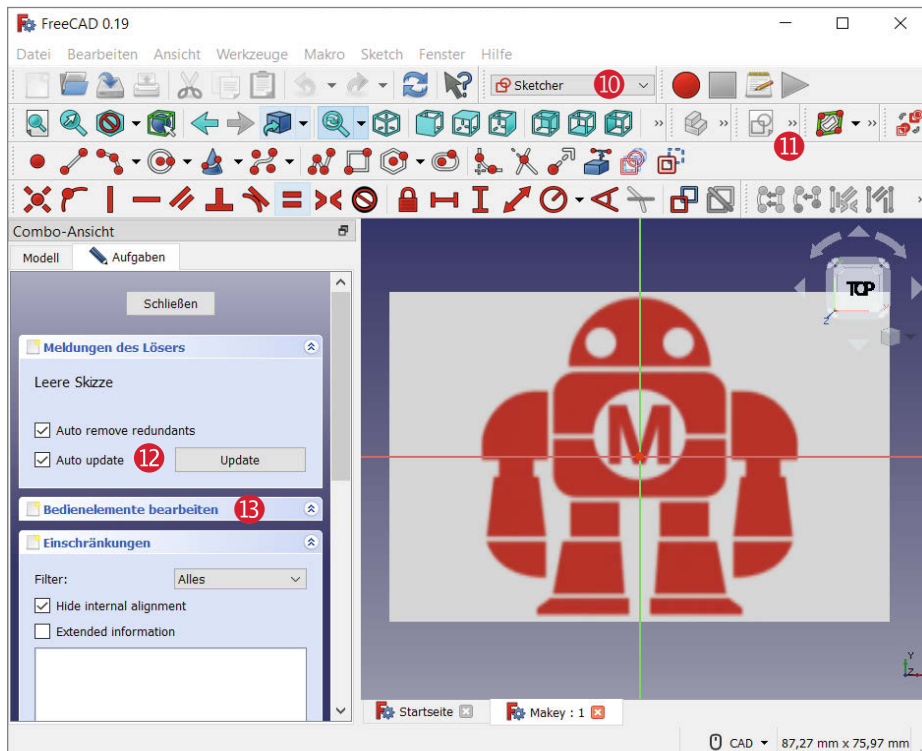 FreeCAD 0.19
Datei Bearbeiten Ansicht Werkzeuge Makro Sketch Fenster Hilfe
Sketcher 10
11
Combo-Ansicht
Modell Aufgaben
Schließen
Meldungen des Lösers
Leere Skizze
Auto remove redundants
Auto update 12 Update
Bedienelemente bearbeiten 13
Einschränkungen
Filter: Alles
Hide internal alignment
Extended information
TOP
Z
M
Y
Z
Startseite Makey : 1
CAD 87,27 mm x 75,97 mm